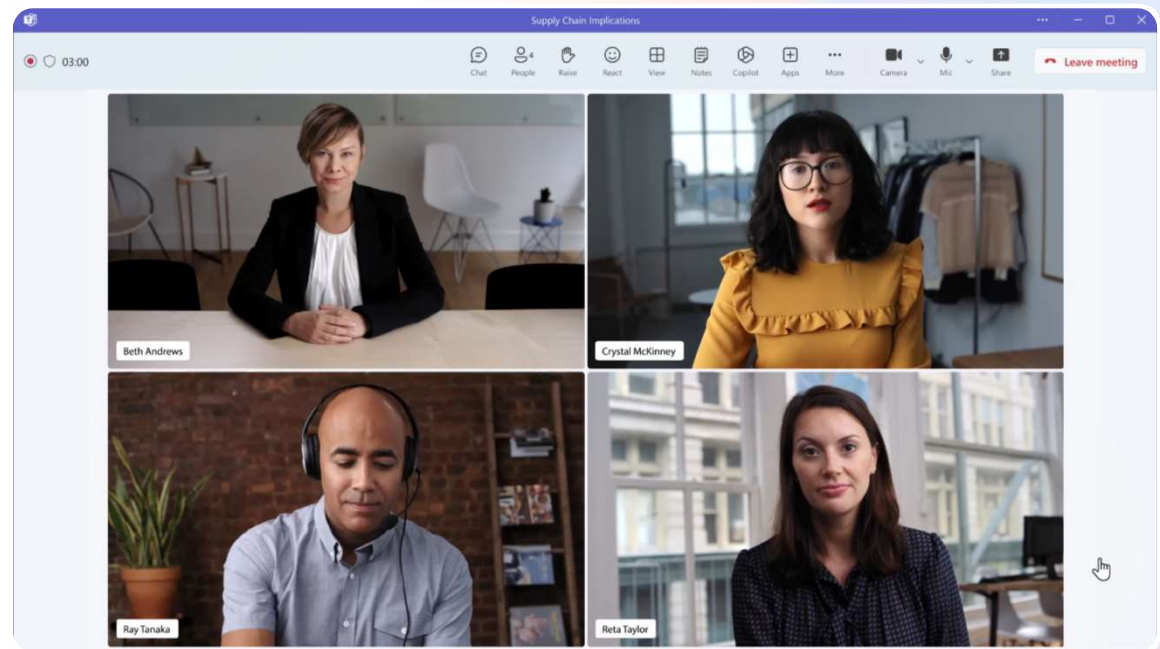 Supply Chain Implications
03:00
Chat
People 4
Raise
React
View
Notes
Copilot
Apps
More
Camera
Mic
Share
Leave meeting
Beth Andrews
Crystal McKinney
Ray Tanaka
Reta Taylor